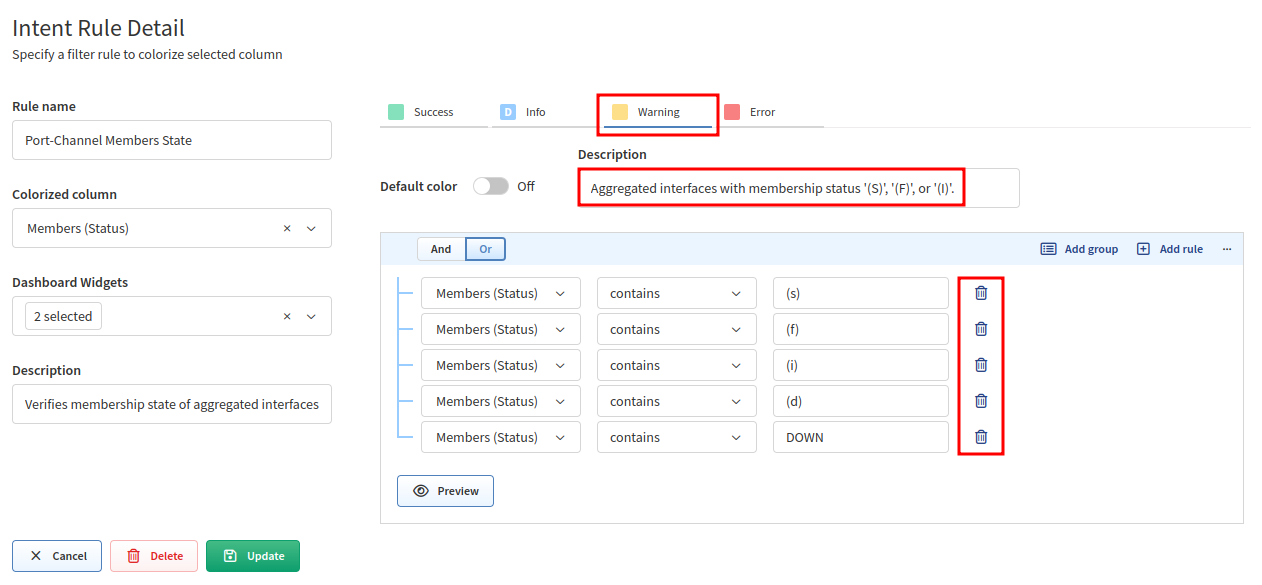 Intent Rule Detail
Specify a filter rule to colorize selected column
Rule name
Port-Channel Members State
Colorized column
Members (Status)
Dashboard Widgets
2 selected
Description
Verifies membership state of aggregated interfaces
Success
D Info
Warning
Error
Default color
Off
Description
Aggregated interfaces with membership status '(S)', '(F)', or '(I)'.
And Or
Add group Add rule ...
Members (Status) contains (s)
Members (Status) contains (f)
Members (Status) contains (i)
Members (Status) contains (d)
Members (Status) contains DOWN
Preview
Cancel Delete Update